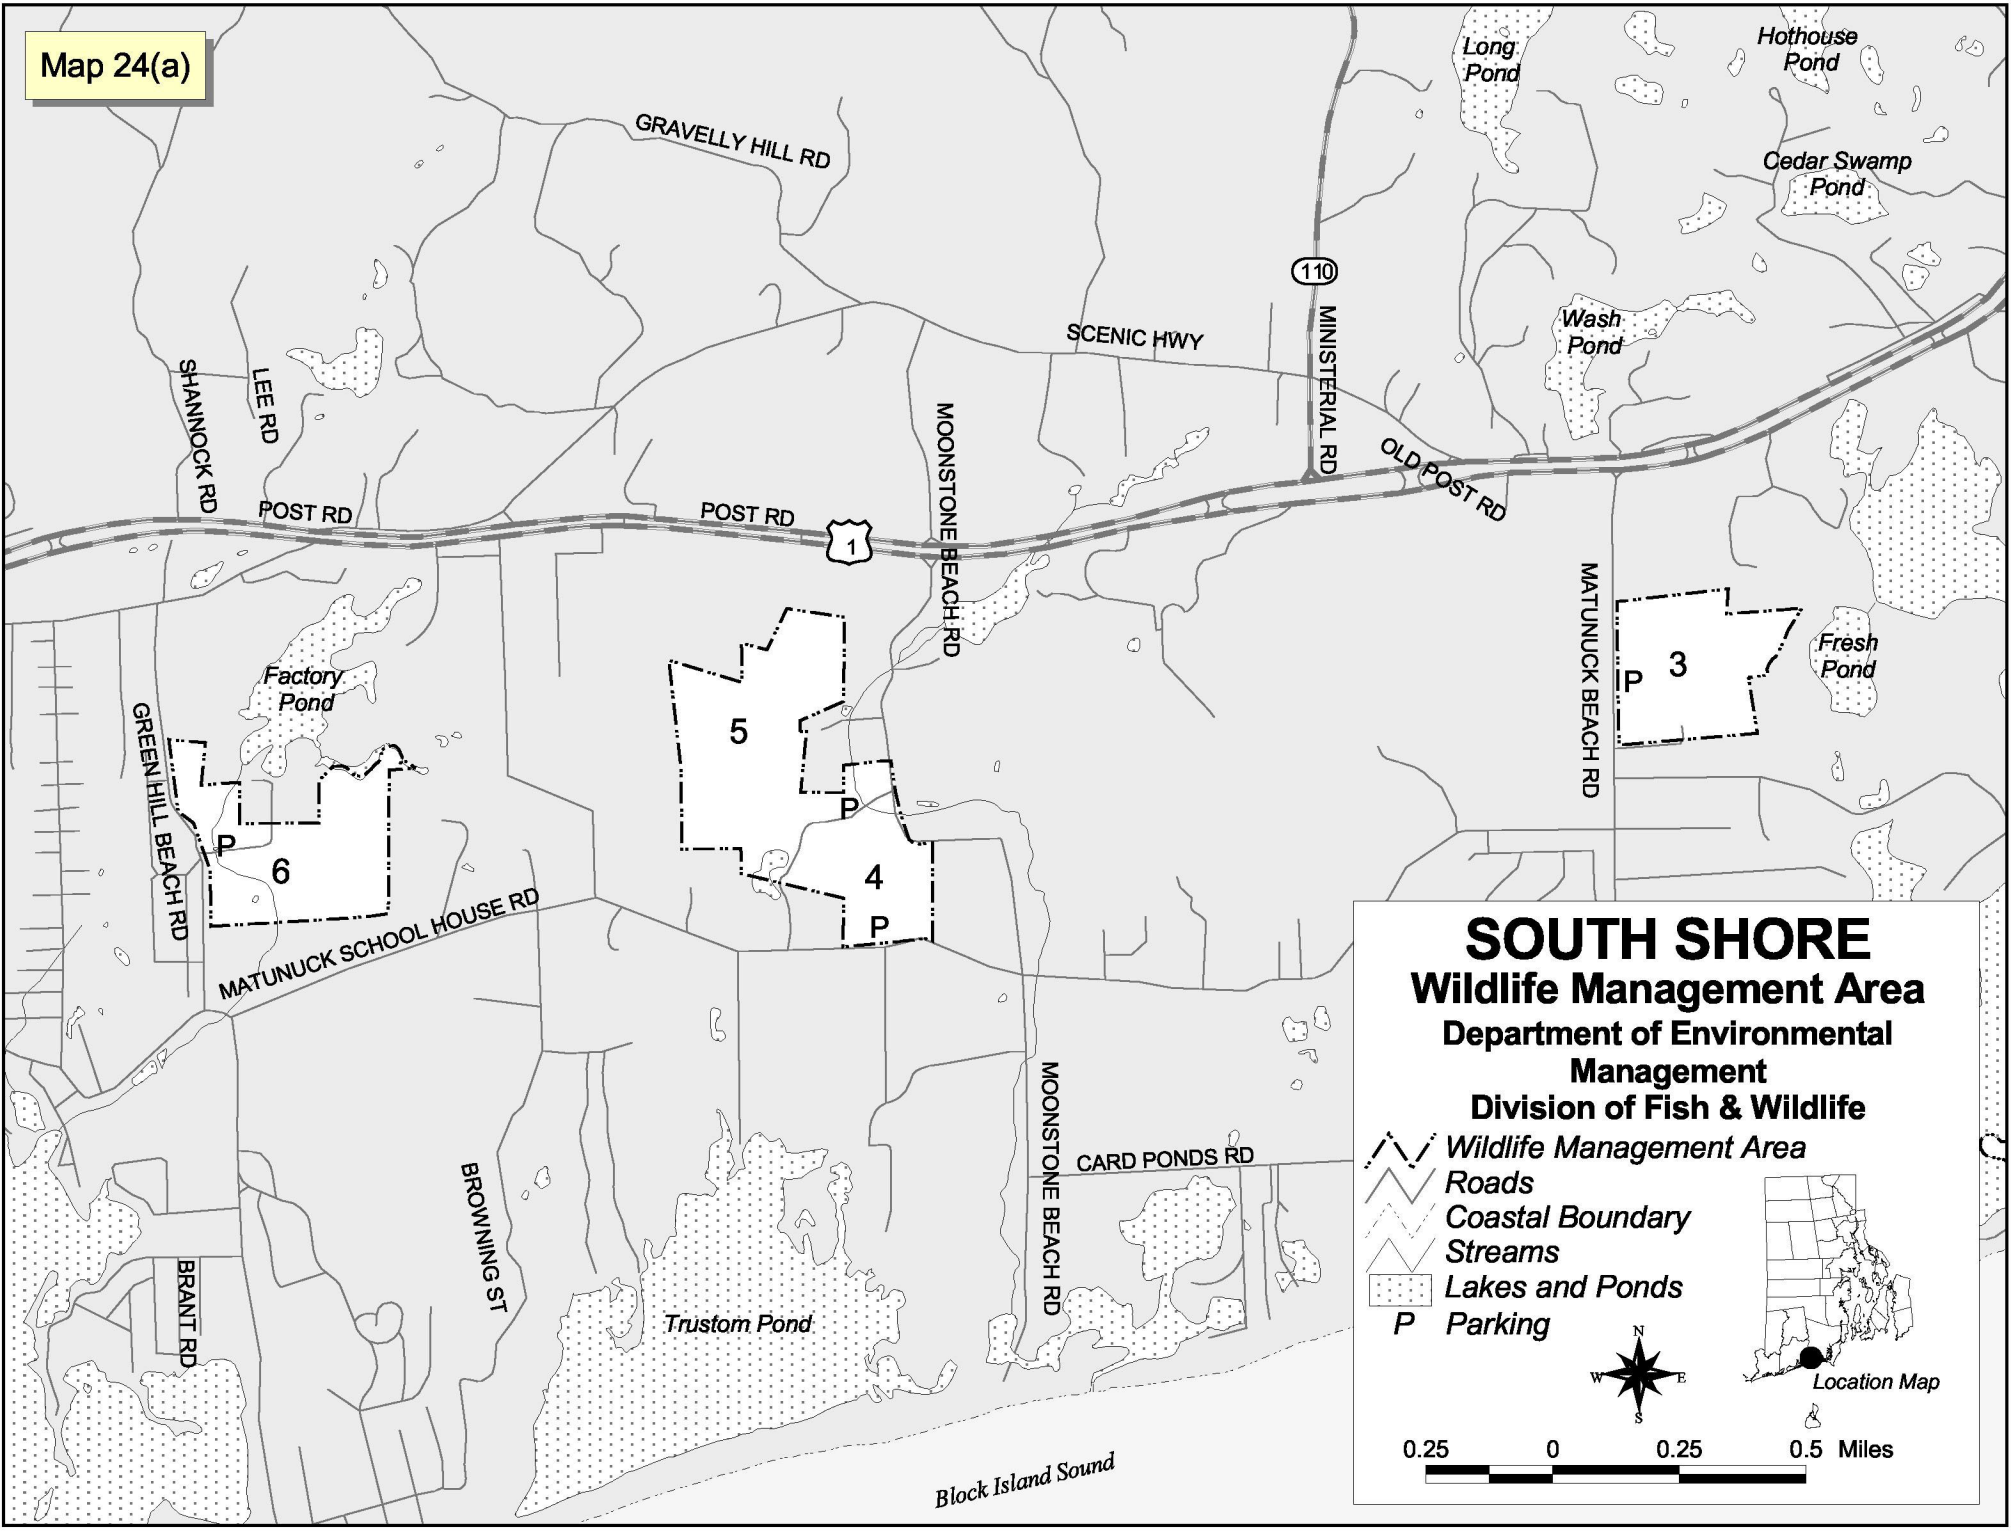 Map 24(a)
Long
Pond
Hothouse
Pond
GRAVELLY HILL RD
Cedar Swamp
Pond
110
MINISTERIAL RD
SCENIC HWY
Wash
Pond
SHANNOCK RD
LEE RD
MOONSTONE BEACH RD
OLD POST RD
POST RD
POST RD
1
MATUNUCK BEACH RD
Factory
Pond
Fresh
Pond
P
3
5
GREEN HILL BEACH RD
P
P
6
4
P
MATUNUCK SCHOOL HOUSE RD
MOONSTONE BEACH RD
CARD PONDS RD
BROWNING ST
BRANT RD
Trustom Pond
Block Island Sound
SOUTH SHORE
Wildlife Management Area
Department of Environmental
Management
Division of Fish & Wildlife
Wildlife Management Area
Roads
Coastal Boundary
Streams
Lakes and Ponds
P Parking
N
W E
S
Location Map
0.25 0 0.25 0.5 Miles